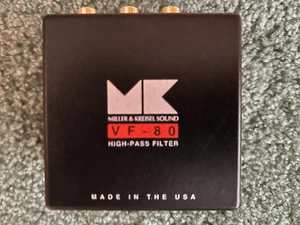 MK
MILLER & KREISEL SOUND
VF-80
HIGH-PASS FILTER
MADE IN THE USA